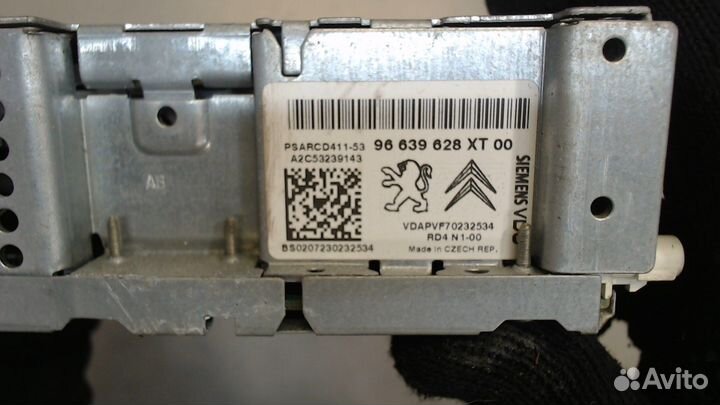 PSARCD411-53 96 639 628 XT 00
A2C53239143
SIEMENS VDO
VDAPVF70232534
RD4 N1-00
BS0207230232534 Made in CZECH REP.
AS
Avito